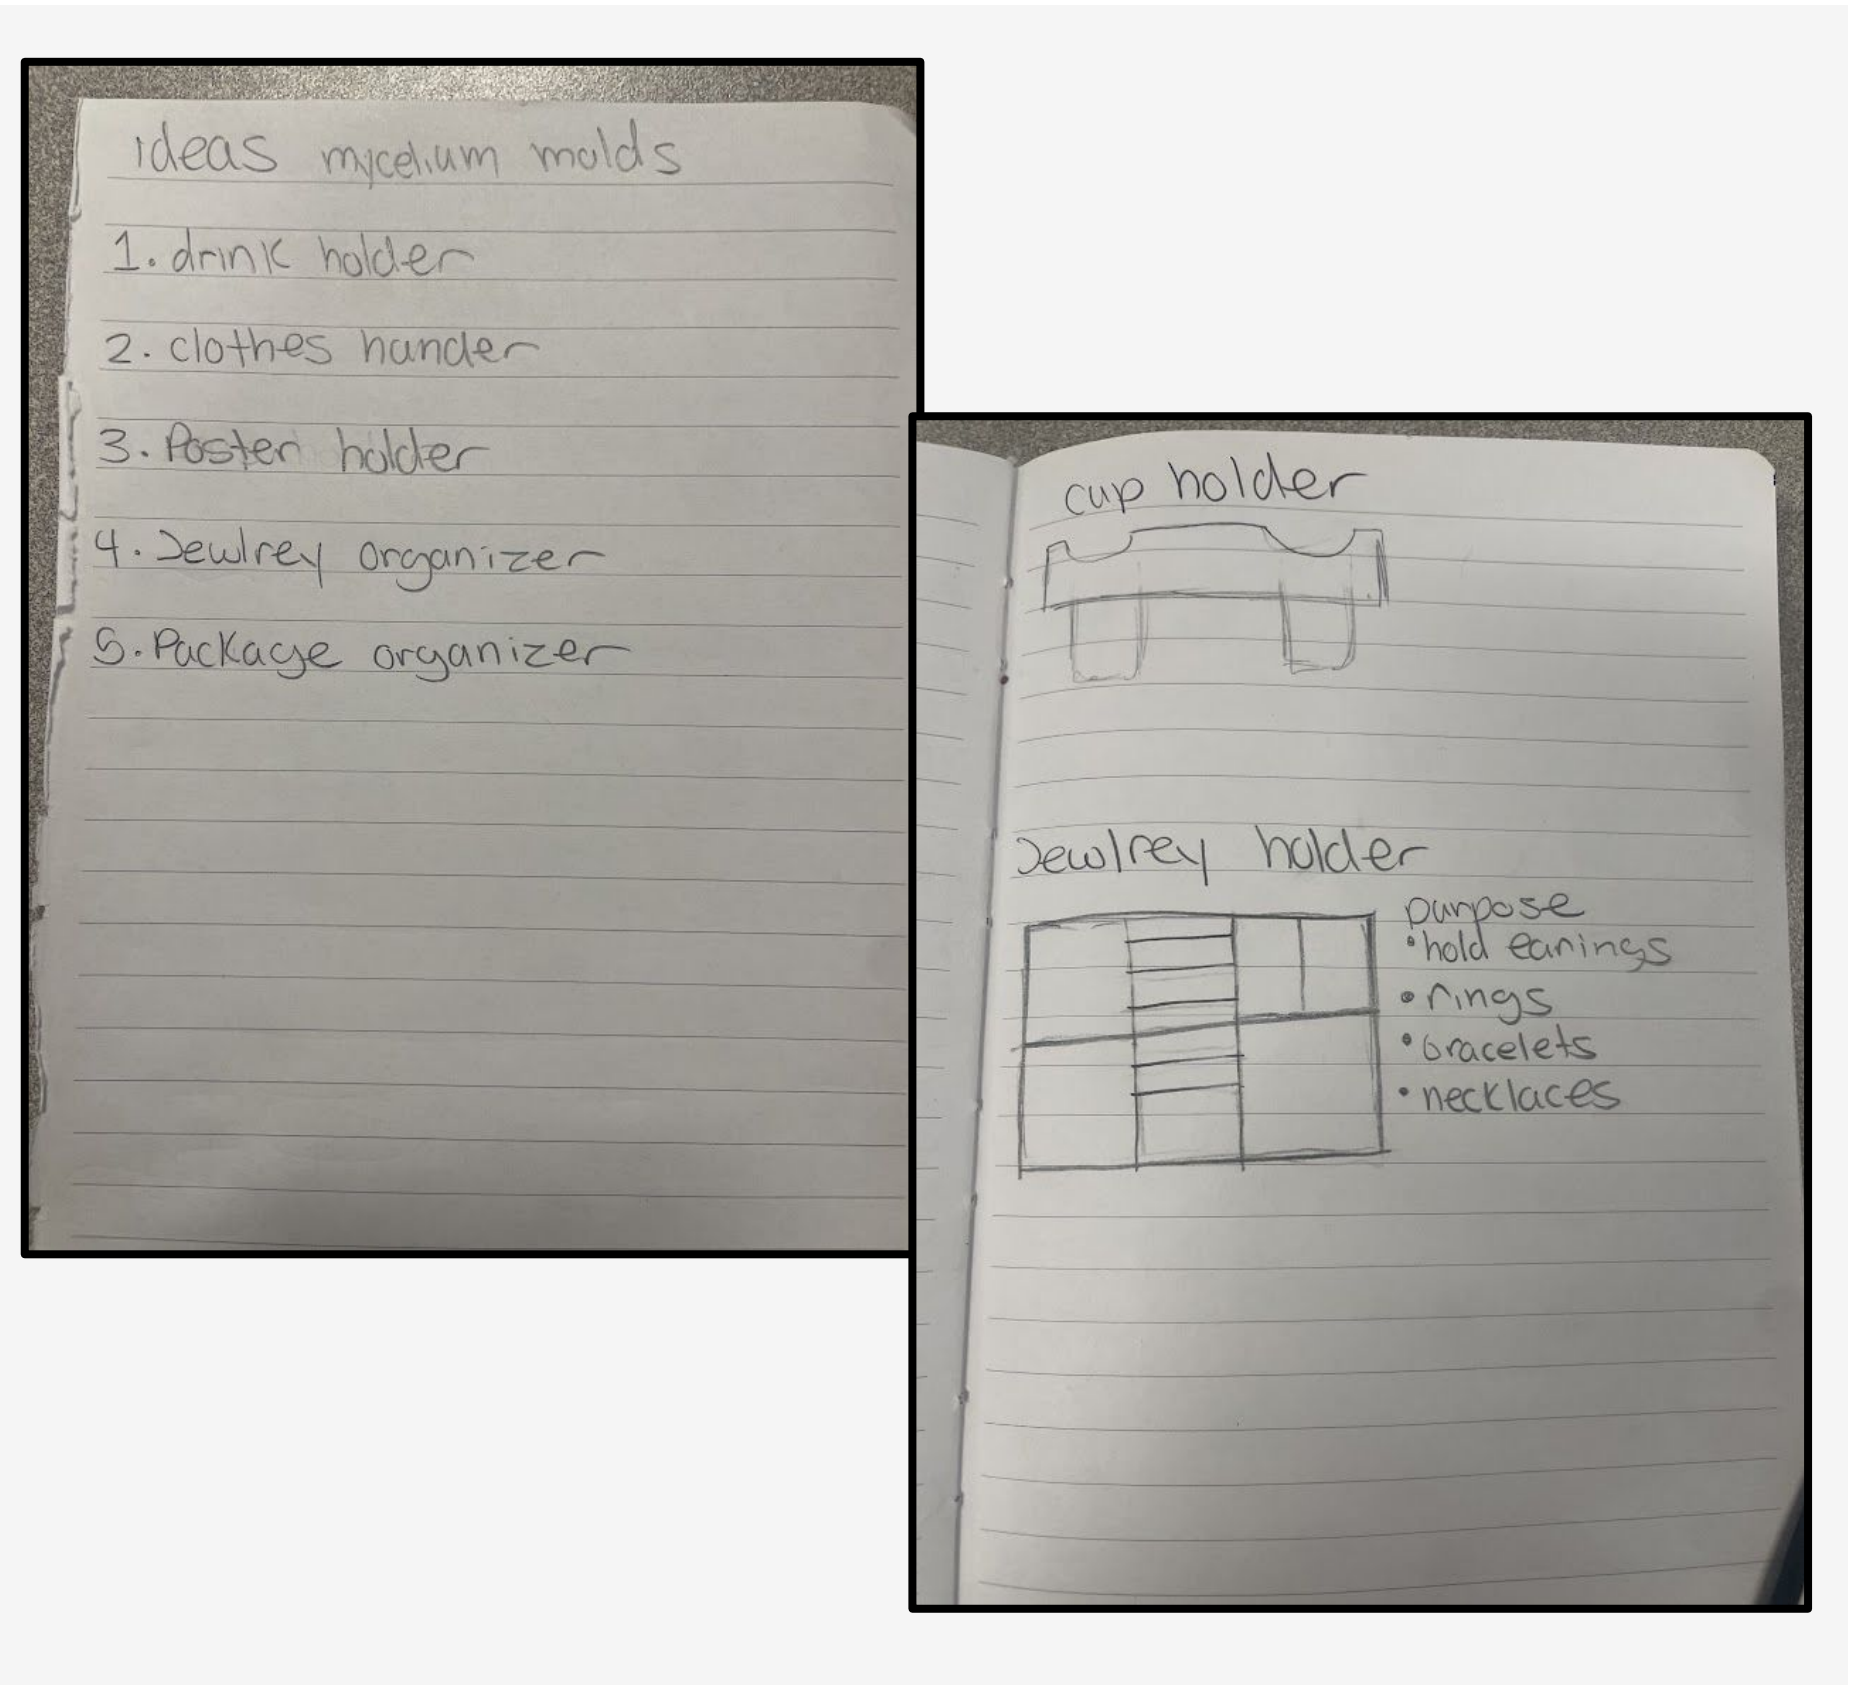 ideas mycelium molds
1. drink holder
2. clothes hander
3. Poster holder
4. Jewlrey organizer
5. Package organizer
cup holder
Jewlrey holder
purpose
• hold earings
• rings
• bracelets
• necklaces